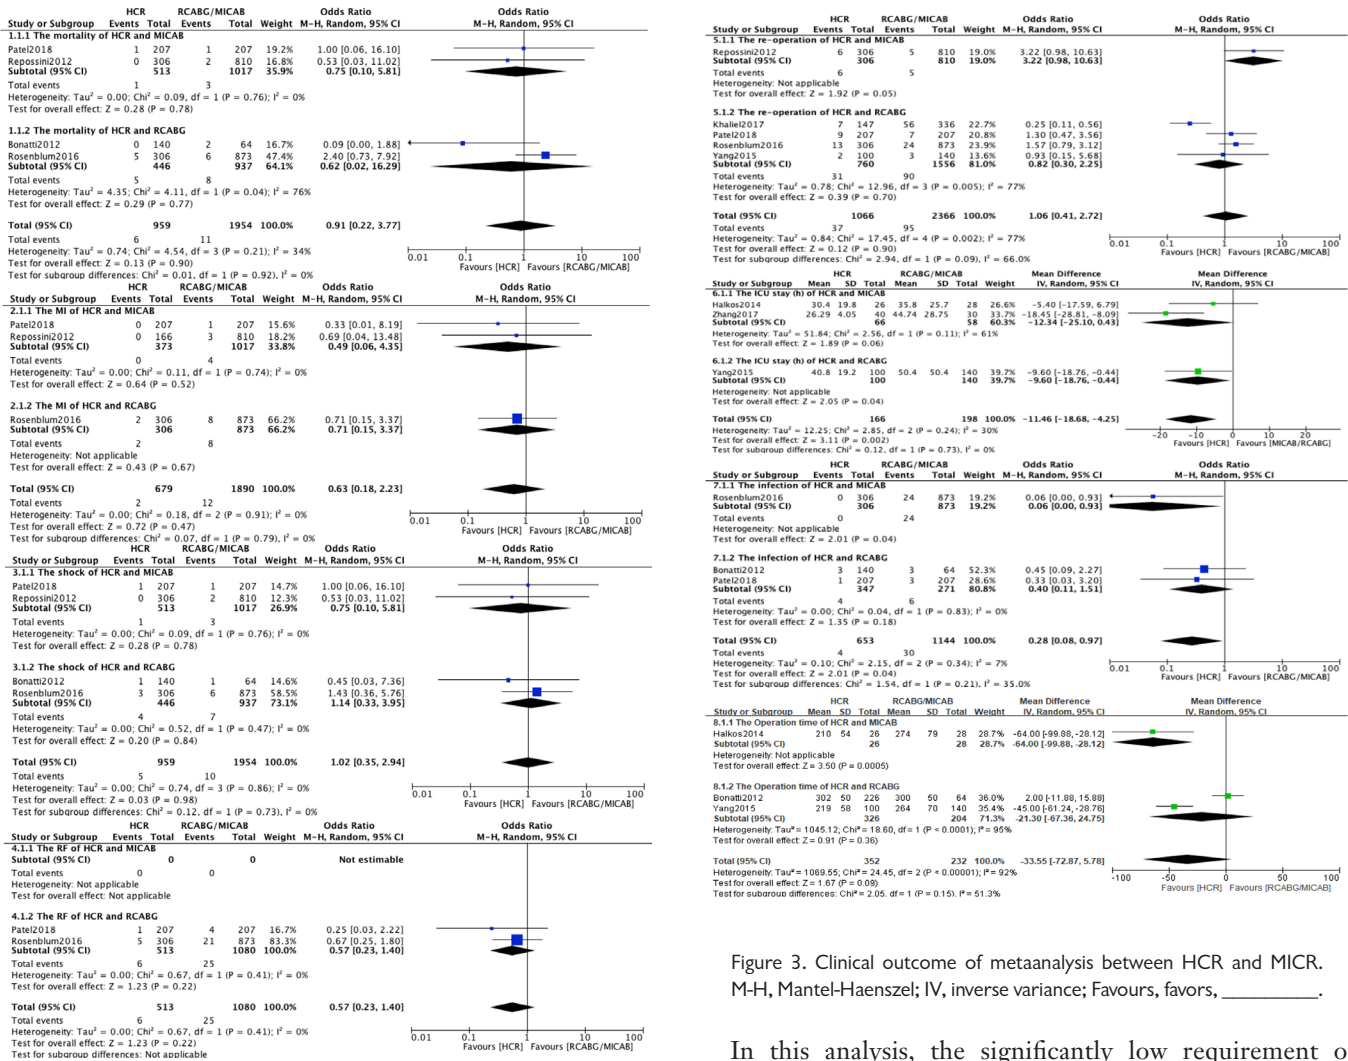 HCR RCABG/MICAB Odds Ratio Odds Ratio
Study or Subgroup Events Total Events Total Weight M-H, Random, 95% CI M-H, Random, 95% CI
1.1.1 The mortality of HCR and MICAB
Patel2018 1 207 1 207 19.2% 1.00 [0.06, 16.10]
Repossini2012 0 306 2 810 16.8% 0.53 [0.03, 11.02]
Subtotal (95% CI) 513 1017 35.9% 0.75 [0.10, 5.81]
Total events 1 3
Heterogeneity: Tau² = 0.00; Chi² = 0.09, df = 1 (P = 0.76); I² = 0%
Test for overall effect: Z = 0.28 (P = 0.78)
1.1.2 The mortality of HCR and RCABG
Bonatti2012 0 140 2 64 16.7% 0.09 [0.00, 1.88]
Rosenblum2016 5 306 6 873 47.4% 2.40 [0.73, 7.92]
Subtotal (95% CI) 446 937 64.1% 0.62 [0.02, 16.29]
Total events 5 8
Heterogeneity: Tau² = 4.35; Chi² = 4.11, df = 1 (P = 0.04); I² = 76%
Test for overall effect: Z = 0.29 (P = 0.77)
Total (95% CI) 959 1954 100.0% 0.91 [0.22, 3.77]
Total events 6 11
Heterogeneity: Tau² = 0.74; Chi² = 4.54, df = 3 (P = 0.21); I² = 34%
Test for overall effect: Z = 0.13 (P = 0.90)
Test for subgroup differences: Chi² = 0.01, df = 1 (P = 0.92), I² = 0%
0.01 0.1 1 10 100
Favours [HCR] Favours [RCABG/MICAB]
HCR RCABG/MICAB Odds Ratio Odds Ratio
Study or Subgroup Events Total Events Total Weight M-H, Random, 95% CI M-H, Random, 95% CI
2.1.1 The MI of HCR and MICAB
Patel2018 0 207 1 207 15.6% 0.33 [0.01, 8.19]
Repossini2012 0 166 3 810 18.2% 0.69 [0.04, 13.48]
Subtotal (95% CI) 373 1017 33.8% 0.49 [0.06, 4.35]
Total events 0 4
Heterogeneity: Tau² = 0.00; Chi² = 0.11, df = 1 (P = 0.74); I² = 0%
Test for overall effect: Z = 0.64 (P = 0.52)
2.1.2 The MI of HCR and RCABG
Rosenblum2016 2 306 8 873 66.2% 0.71 [0.15, 3.37]
Subtotal (95% CI) 306 873 66.2% 0.71 [0.15, 3.37]
Total events 2 8
Heterogeneity: Not applicable
Test for overall effect: Z = 0.43 (P = 0.67)
Total (95% CI) 679 1890 100.0% 0.63 [0.18, 2.23]
Total events 2 12
Heterogeneity: Tau² = 0.00; Chi² = 0.18, df = 2 (P = 0.91); I² = 0%
Test for overall effect: Z = 0.72 (P = 0.47)
Test for subgroup differences: Chi² = 0.07, df = 1 (P = 0.79), I² = 0%
0.01 0.1 1 10 100
Favours [HCR] Favours [RCABG/MICAB]
HCR RCABG/MICAB Odds Ratio Odds Ratio
Study or Subgroup Events Total Events Total Weight M-H, Random, 95% CI M-H, Random, 95% CI
3.1.1 The shock of HCR and MICAB
Patel2018 1 207 1 207 14.7% 1.00 [0.06, 16.10]
Repossini2012 0 306 2 810 12.3% 0.53 [0.03, 11.02]
Subtotal (95% CI) 513 1017 26.9% 0.75 [0.10, 5.81]
Total events 1 3
Heterogeneity: Tau² = 0.00; Chi² = 0.09, df = 1 (P = 0.76); I² = 0%
Test for overall effect: Z = 0.28 (P = 0.78)
3.1.2 The shock of HCR and RCABG
Bonatti2012 1 140 1 64 14.6% 0.45 [0.03, 7.36]
Rosenblum2016 3 306 6 873 58.5% 1.43 [0.36, 5.76]
Subtotal (95% CI) 446 937 73.1% 1.14 [0.33, 3.95]
Total events 4 7
Heterogeneity: Tau² = 0.00; Chi² = 0.52, df = 1 (P = 0.47); I² = 0%
Test for overall effect: Z = 0.20 (P = 0.84)
Total (95% CI) 959 1954 100.0% 1.02 [0.35, 2.94]
Total events 5 10
Heterogeneity: Tau² = 0.00; Chi² = 0.74, df = 3 (P = 0.86); I² = 0%
Test for overall effect: Z = 0.03 (P = 0.98)
Test for subgroup differences: Chi² = 0.12, df = 1 (P = 0.73), I² = 0%
0.01 0.1 1 10 100
Favours [HCR] Favours [RCABG/MICAB]
HCR RCABG/MICAB Odds Ratio Odds Ratio
Study or Subgroup Events Total Events Total Weight M-H, Random, 95% CI M-H, Random, 95% CI
4.1.1 The RF of HCR and MICAB
Subtotal (95% CI) 0 0 Not estimable
Total events 0 0
Heterogeneity: Not applicable
Test for overall effect: Not applicable
4.1.2 The RF of HCR and RCABG
Patel2018 1 207 4 207 16.7% 0.25 [0.03, 2.22]
Rosenblum2016 5 306 21 873 83.3% 0.67 [0.25, 1.80]
Subtotal (95% CI) 513 1080 100.0% 0.57 [0.23, 1.40]
Total events 6 25
Heterogeneity: Tau² = 0.00; Chi² = 0.67, df = 1 (P = 0.41); I² = 0%
Test for overall effect: Z = 1.23 (P = 0.22)
Total (95% CI) 513 1080 100.0% 0.57 [0.23, 1.40]
Total events 6 25
Heterogeneity: Tau² = 0.00; Chi² = 0.67, df = 1 (P = 0.41); I² = 0%
Test for overall effect: Z = 1.23 (P = 0.22)
Test for subgroup differences: Not applicable
0.01 0.1 1 10 100
Favours [HCR] Favours [RCABG/MICAB]
HCR RCABG/MICAB Odds Ratio Odds Ratio
Study or Subgroup Events Total Events Total Weight M-H, Random, 95% CI M-H, Random, 95% CI
5.1.1 The re-operation of HCR and MICAB
Repossini2012 6 306 5 810 19.0% 3.22 [0.98, 10.63]
Subtotal (95% CI) 306 810 19.0% 3.22 [0.98, 10.63]
Total events 6 5
Heterogeneity: Not applicable
Test for overall effect: Z = 1.92 (P = 0.05)
5.1.2 The re-operation of HCR and RCABG
Khaliel2017 7 147 56 336 22.7% 0.25 [0.11, 0.56]
Patel2018 9 207 7 207 20.8% 1.30 [0.47, 3.56]
Rosenblum2016 13 306 24 873 23.9% 1.57 [0.79, 3.12]
Yang2015 2 100 3 140 13.6% 0.93 [0.15, 5.68]
Subtotal (95% CI) 760 1556 81.0% 0.82 [0.30, 2.25]
Total events 31 90
Heterogeneity: Tau² = 0.78; Chi² = 12.96, df = 3 (P = 0.005); I² = 77%
Test for overall effect: Z = 0.39 (P = 0.70)
Total (95% CI) 1066 2366 100.0% 1.06 [0.41, 2.72]
Total events 37 95
Heterogeneity: Tau² = 0.84; Chi² = 17.45, df = 4 (P = 0.002); I² = 77%
Test for overall effect: Z = 0.12 (P = 0.90)
Test for subgroup differences: Chi² = 2.94, df = 1 (P = 0.09), I² = 66.0%
0.01 0.1 1 10 100
Favours [HCR] Favours [RCABG/MICAB]
HCR RCABG/MICAB Mean Difference Mean Difference
Study or Subgroup Mean SD Total Mean SD Total Weight IV, Random, 95% CI IV, Random, 95% CI
6.1.1 The ICU stay (h) of HCR and MICAB
Halkos2014 30.4 19.8 26 35.8 25.7 28 26.6% -5.40 [-17.59, 6.79]
Zhang2017 26.29 4.05 40 44.74 28.75 30 33.7% -18.45 [-28.81, -8.09]
Subtotal (95% CI) 66 58 60.3% -12.34 [-25.10, 0.43]
Heterogeneity: Tau² = 51.84; Chi² = 2.56, df = 1 (P = 0.11); I² = 61%
Test for overall effect: Z = 1.89 (P = 0.06)
6.1.2 The ICU stay (h) of HCR and RCABG
Yang2015 40.8 19.2 100 50.4 50.4 140 39.7% -9.60 [-18.76, -0.44]
Subtotal (95% CI) 100 140 39.7% -9.60 [-18.76, -0.44]
Heterogeneity: Not applicable
Test for overall effect: Z = 2.05 (P = 0.04)
Total (95% CI) 166 198 100.0% -11.46 [-18.68, -4.25]
Heterogeneity: Tau² = 12.25; Chi² = 2.85, df = 2 (P = 0.24); I² = 30%
Test for overall effect: Z = 3.11 (P = 0.002)
Test for subgroup differences: Chi² = 0.12, df = 1 (P = 0.73), I² = 0%
-20 -10 0 10 20
Favours [HCR] Favours [MICAB/RCABG]
HCR RCABG/MICAB Odds Ratio Odds Ratio
Study or Subgroup Events Total Events Total Weight M-H, Random, 95% CI M-H, Random, 95% CI
7.1.1 The infection of HCR and MICAB
Rosenblum2016 0 306 24 873 19.2% 0.06 [0.00, 0.93]
Subtotal (95% CI) 306 873 19.2% 0.06 [0.00, 0.93]
Total events 0 24
Heterogeneity: Not applicable
Test for overall effect: Z = 2.01 (P = 0.04)
7.1.2 The infection of HCR and RCABG
Bonatti2012 3 140 3 64 52.3% 0.45 [0.09, 2.27]
Patel2018 1 207 3 207 28.6% 0.33 [0.03, 3.20]
Subtotal (95% CI) 347 271 80.8% 0.40 [0.11, 1.51]
Total events 4 6
Heterogeneity: Tau² = 0.00; Chi² = 0.04, df = 1 (P = 0.83); I² = 0%
Test for overall effect: Z = 1.35 (P = 0.18)
Total (95% CI) 653 1144 100.0% 0.28 [0.08, 0.97]
Total events 4 30
Heterogeneity: Tau² = 0.10; Chi² = 2.15, df = 2 (P = 0.34); I² = 7%
Test for overall effect: Z = 2.01 (P = 0.04)
Test for subgroup differences: Chi² = 1.54, df = 1 (P = 0.21), I² = 35.0%
0.01 0.1 1 10 100
Favours [HCR] Favours [RCABG/MICAB]
HCR RCABG/MICAB Mean Difference Mean Difference
Study or Subgroup Mean SD Total Mean SD Total Weight IV, Random, 95% CI IV, Random, 95% CI
8.1.1 The Operation time of HCR and MICAB
Halkos2014 210 54 26 274 79 28 28.7% -64.00 [-99.88, -28.12]
Subtotal (95% CI) 26 28 28.7% -64.00 [-99.88, -28.12]
Heterogeneity: Not applicable
Test for overall effect: Z = 3.50 (P = 0.0005)
8.1.2 The Operation time of HCR and RCABG
Bonatti2012 302 50 226 300 50 64 36.0% 2.00 [-11.88, 15.88]
Yang2015 219 58 100 264 70 140 35.4% -45.00 [-61.24, -28.76]
Subtotal (95% CI) 326 204 71.3% -21.30 [-67.36, 24.75]
Heterogeneity: Tau² = 1045.12; Chi² = 18.60, df = 1 (P < 0.0001); I² = 95%
Test for overall effect: Z = 0.91 (P = 0.36)
Total (95% CI) 352 232 100.0% -33.55 [-72.87, 5.78]
Heterogeneity: Tau² = 1069.55; Chi² = 24.45, df = 2 (P < 0.00001); I² = 92%
Test for overall effect: Z = 1.67 (P = 0.09)
Test for subgroup differences: Chi² = 2.05, df = 1 (P = 0.15), I² = 51.3%
-100 -50 0 50 100
Favours [HCR] Favours [RCABG/MICAB]
Figure 3. Clinical outcome of metaanalysis between HCR and MICR.
M-H, Mantel-Haenszel; IV, inverse variance; Favours, favors, _________.
In this analysis, the significantly low requirement o